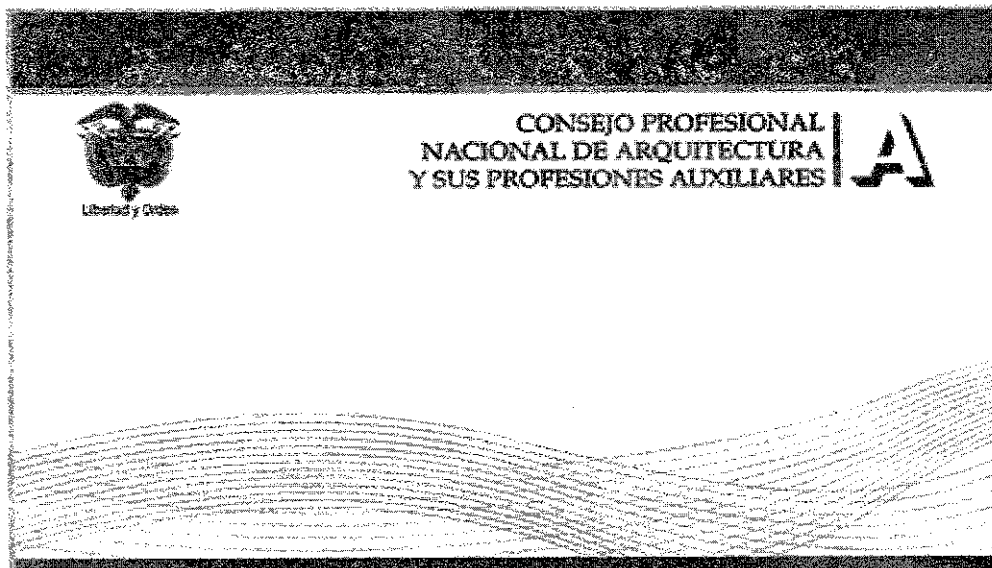 CONSEJO PROFESIONAL
NACIONAL DE ARQUITECTURA
Y SUS PROFESIONES AUXILIARES
Libertad y Orden